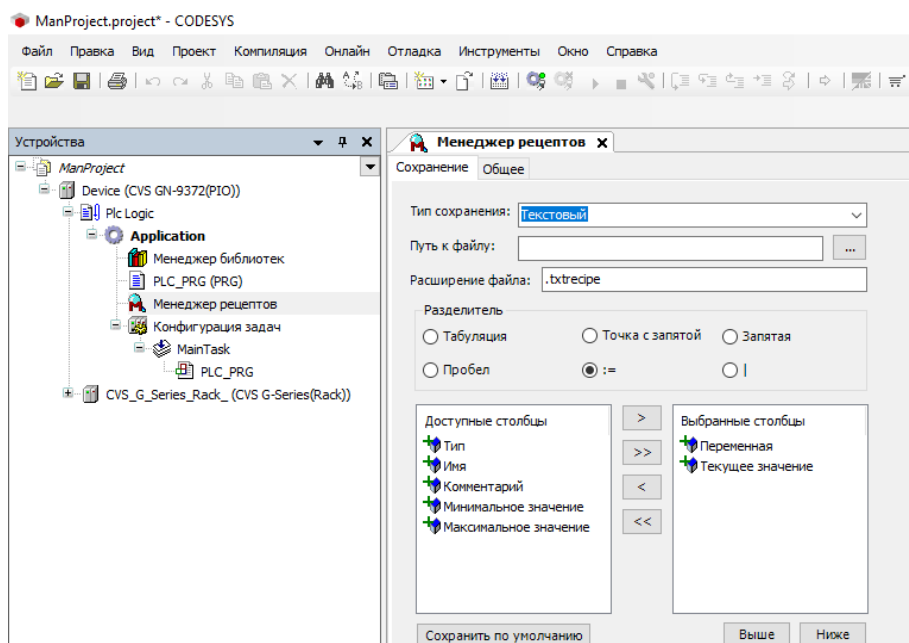 ManProject.project* - CODESYS
Файл Правка Вид Проект Компиляция Онлайн Отладка Инструменты Окно Справка
Устройства
ManProject
Device (CVS GN-9372(PIO))
Plc Logic
Application
Менеджер библиотек
PLC_PRG (PRG)
Менеджер рецептов
Конфигурация задач
MainTask
PLC_PRG
CVS_G_Series_Rack_ (CVS G-Series(Rack))
Менеджер рецептов
Сохранение Общее
Тип сохранения: Текстовый
Путь к файлу: ...
Расширение файла: .txtrecipe
Разделитель
Табуляция Точка с запятой Запятая
Пробел := |
Доступные столбцы
Тип
Имя
Комментарий
Минимальное значение
Максимальное значение
>
>>
<
<<
Выбранные столбцы
Переменная
Текущее значение
Сохранить по умолчанию Выше Ниже